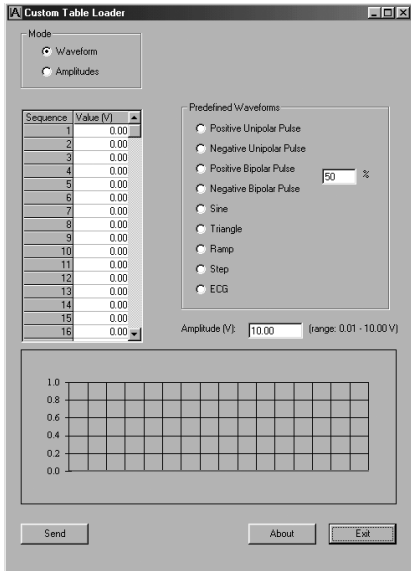 Custom Table Loader
Mode
Waveform
Amplitudes
Sequence Value (V)
1 0.00
2 0.00
3 0.00
4 0.00
5 0.00
6 0.00
7 0.00
8 0.00
9 0.00
10 0.00
11 0.00
12 0.00
13 0.00
14 0.00
15 0.00
16 0.00
Predefined Waveforms
Positive Unipolar Pulse
Negative Unipolar Pulse
Positive Bipolar Pulse
50 %
Negative Bipolar Pulse
Sine
Triangle
Ramp
Step
ECG
Amplitude (V): 10.00 (range: 0.01 - 10.00 V)
1.0
0.8
0.6
0.4
0.2
0.0
Send About Exit